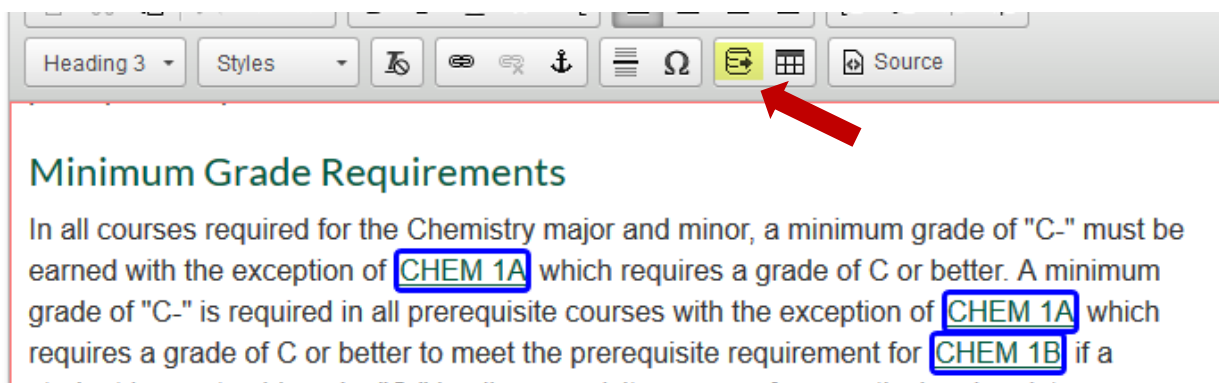 Heading 3 Styles Ω Source
Minimum Grade Requirements
In all courses required for the Chemistry major and minor, a minimum grade of "C-" must be
earned with the exception of CHEM 1A which requires a grade of C or better. A minimum
grade of "C-" is required in all prerequisite courses with the exception of CHEM 1A which
requires a grade of C or better to meet the prerequisite requirement for CHEM 1B if a